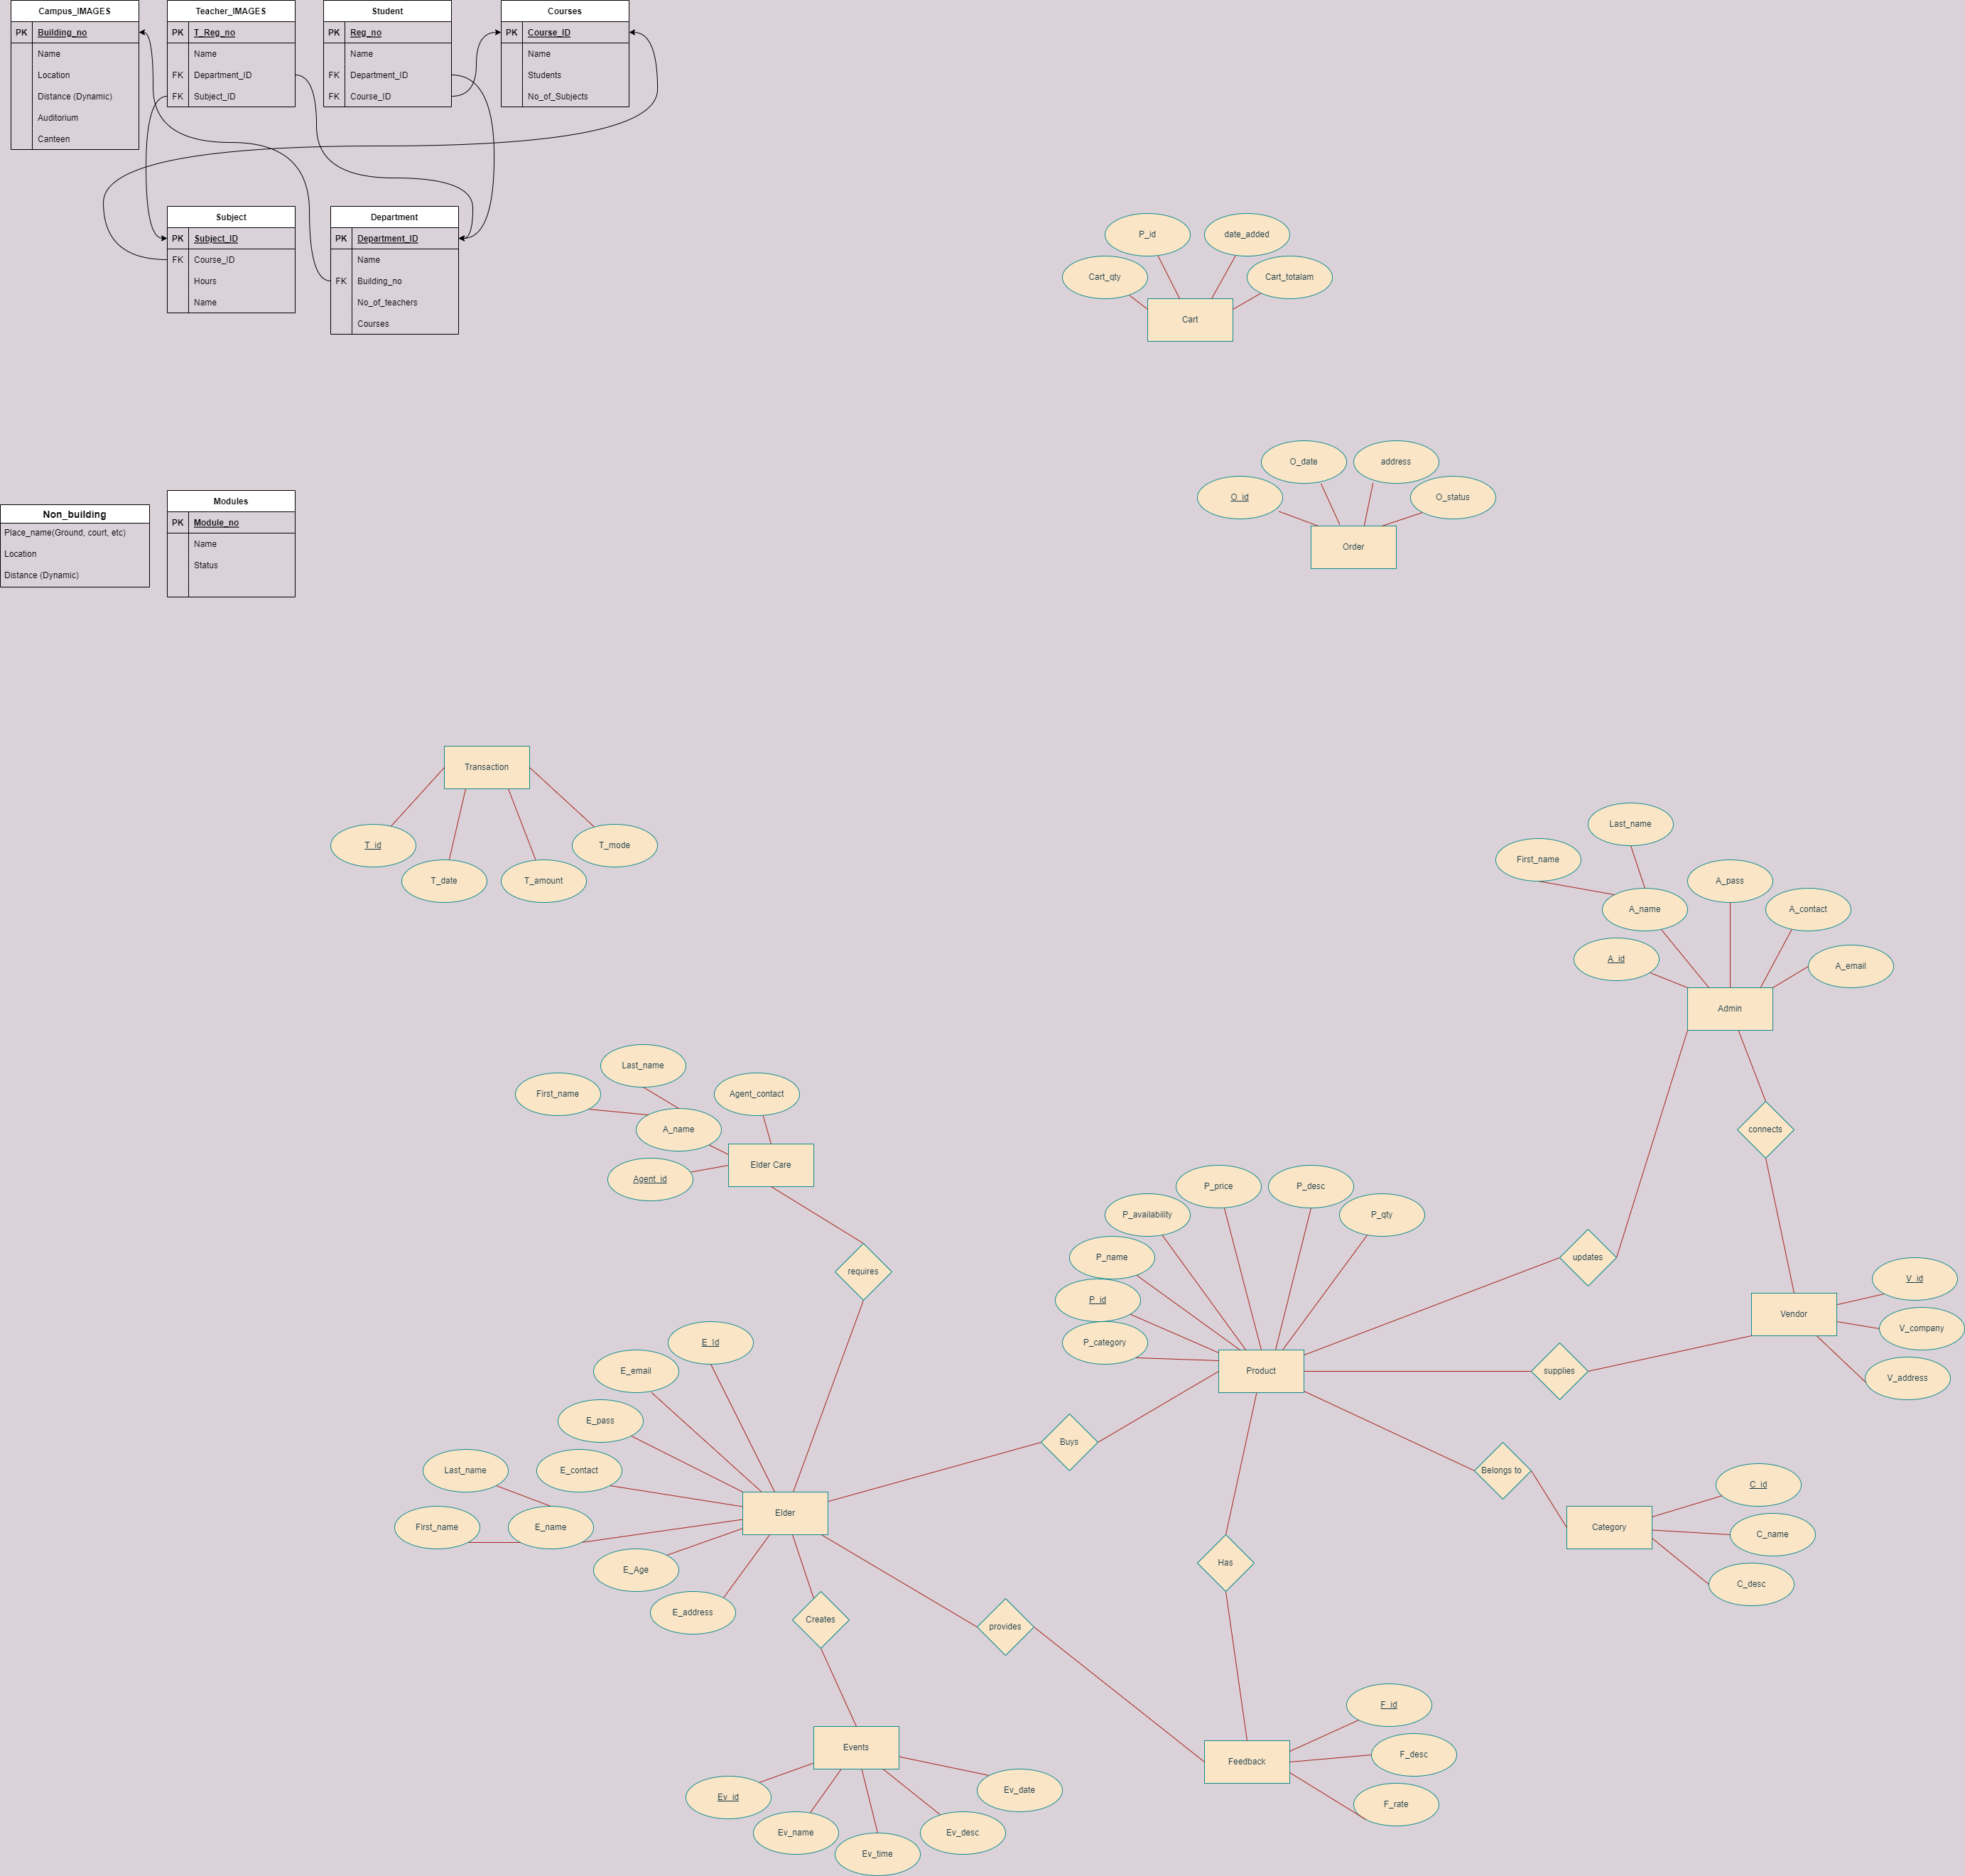 Campus_IMAGES
PK Building_no
Name
Location
Distance (Dynamic)
Auditorium
Canteen
Teacher_IMAGES
PK T_Reg_no
Name
FK Department_ID
FK Subject_ID
Student
PK Reg_no
Name
FK Department_ID
FK Course_ID
Courses
PK Course_ID
Name
Students
No_of_Subjects
Subject
PK Subject_ID
FK Course_ID
Hours
Name
Department
PK Department_ID
Name
FK Building_no
No_of_teachers
Courses
P_id
date_added
Cart_qty
Cart_totalam
Cart
O_date
address
O_id
O_status
Order
Non_building
Place_name(Ground, court, etc)
Location
Distance (Dynamic)
Modules
PK Module_no
Name
Status
Transaction
T_id
T_mode
T_date
T_amount
Last_name
First_name
A_pass
A_name
A_contact
A_id
A_email
Admin
Last_name
First_name
Agent_contact
A_name
Elder Care
Agent_id
connects
requires
updates
P_price
P_desc
P_availability
P_qty
P_name
P_id
P_category
Product
supplies
V_id
Vendor
V_company
V_address
E_Id
E_email
E_pass
Last_name
E_contact
First_name
E_name
Elder
E_Age
E_address
Buys
Belongs to
C_id
Category
C_name
C_desc
Has
Creates
provides
Events
Ev_id
Ev_date
Ev_name
Ev_desc
Ev_time
F_id
Feedback
F_desc
F_rate